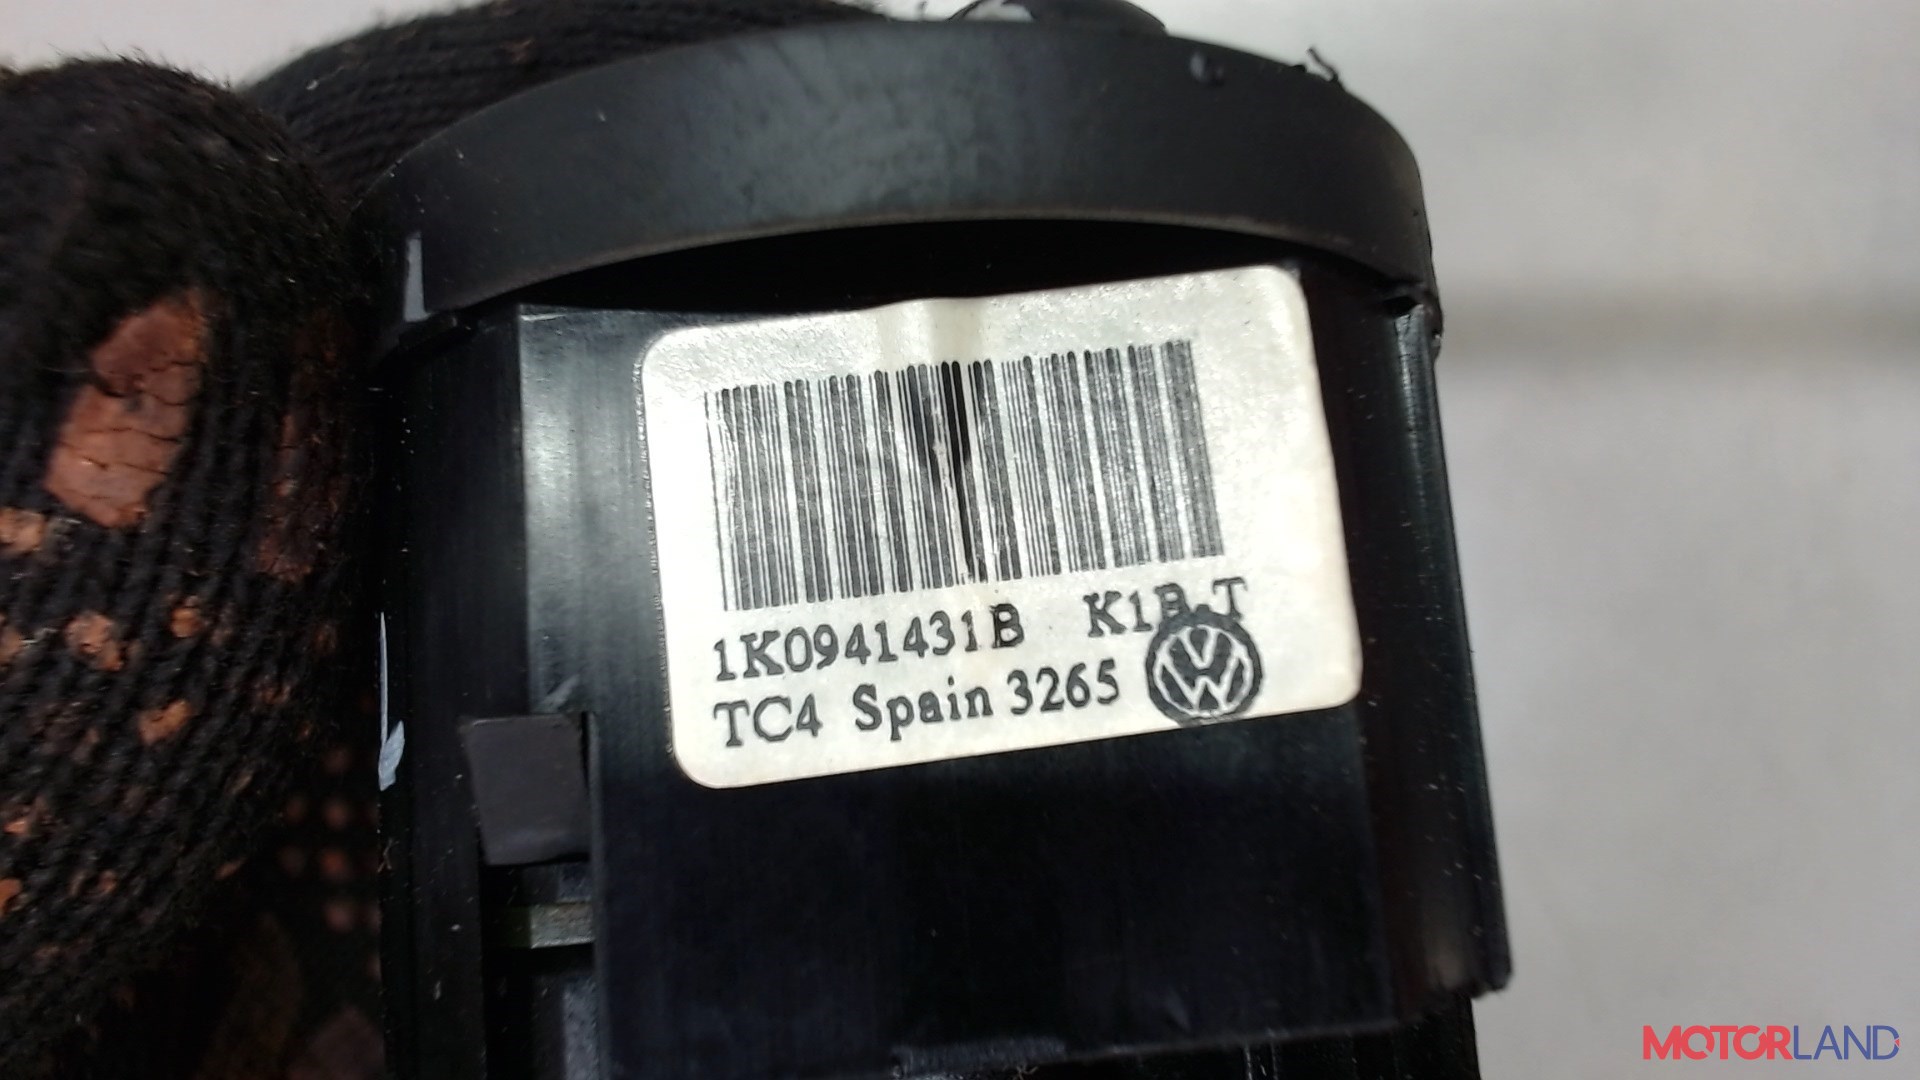 1K0941431B K1B T
TC4 Spain 3265
MOTORLAND